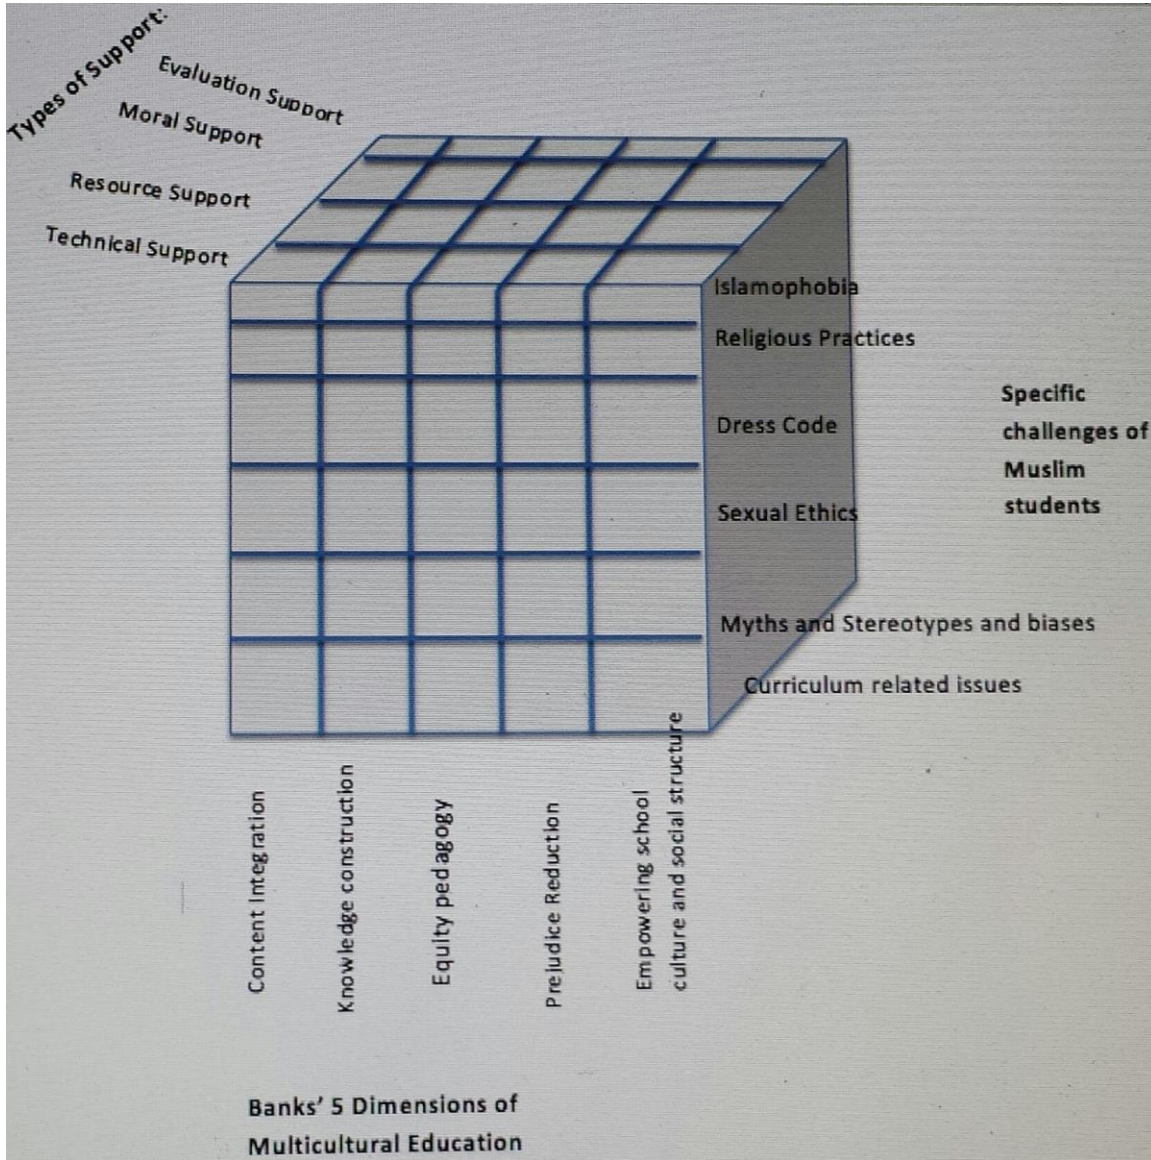 Types of Support:
Evaluation Support
Moral Support
Resource Support
Technical Support
Islamophobia
Religious Practices
Dress Code
Sexual Ethics
Myths and Stereotypes and biases
Curriculum related issues
Specific
challenges of
Muslim
students
Content Integration
Knowledge construction
Equity pedagogy
Prejudice Reduction
Empowering school
culture and social structure
Banks' 5 Dimensions of
Multicultural Education